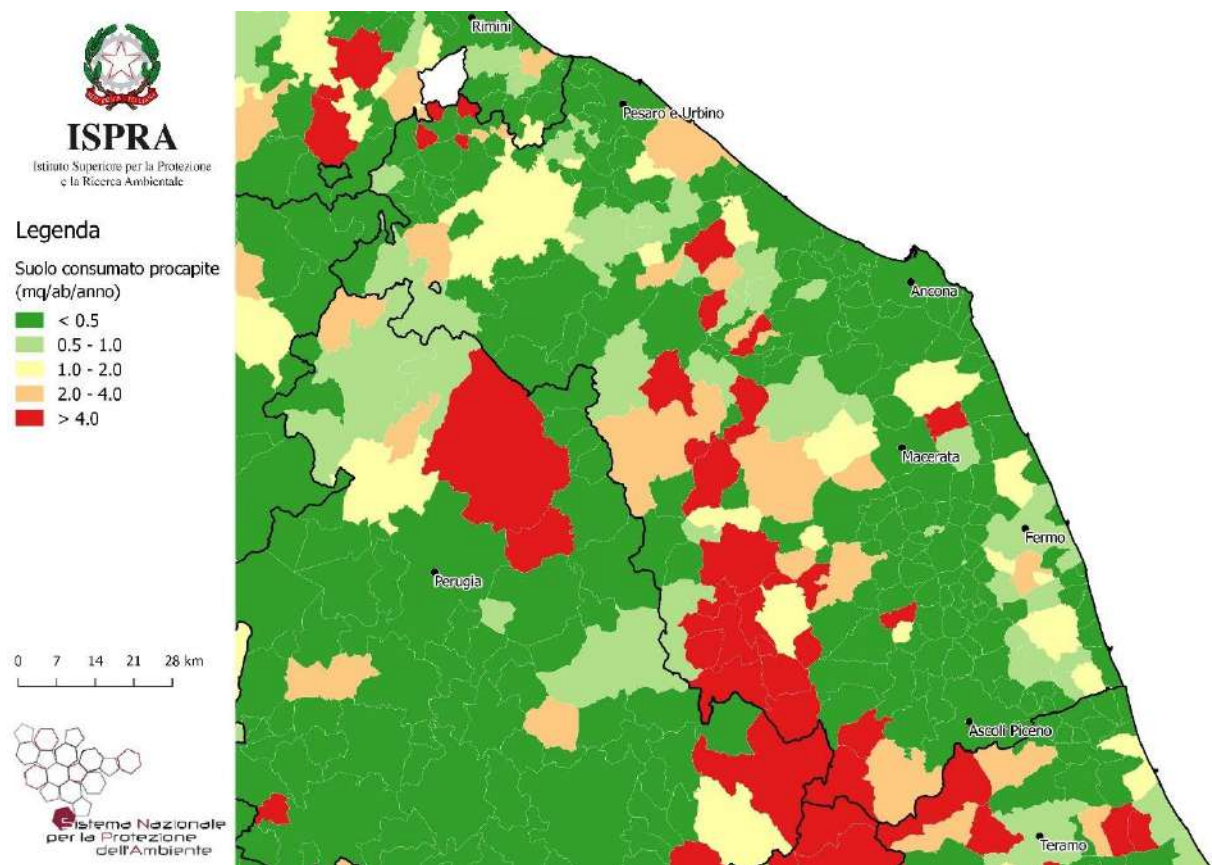 ISPRA
Istituto Superiore per la Protezione
e la Ricerca Ambientale
Legenda
Suolo consumato procapite
(mq/ab/anno)
< 0.5
0.5 - 1.0
1.0 - 2.0
2.0 - 4.0
> 4.0
0 7 14 21 28 km
Sistema Nazionale
per la Protezione
dell'Ambiente
Rimini
Pesaro e Urbino
Ancona
Macerata
Fermo
Perugia
Ascoli Piceno
Teramo